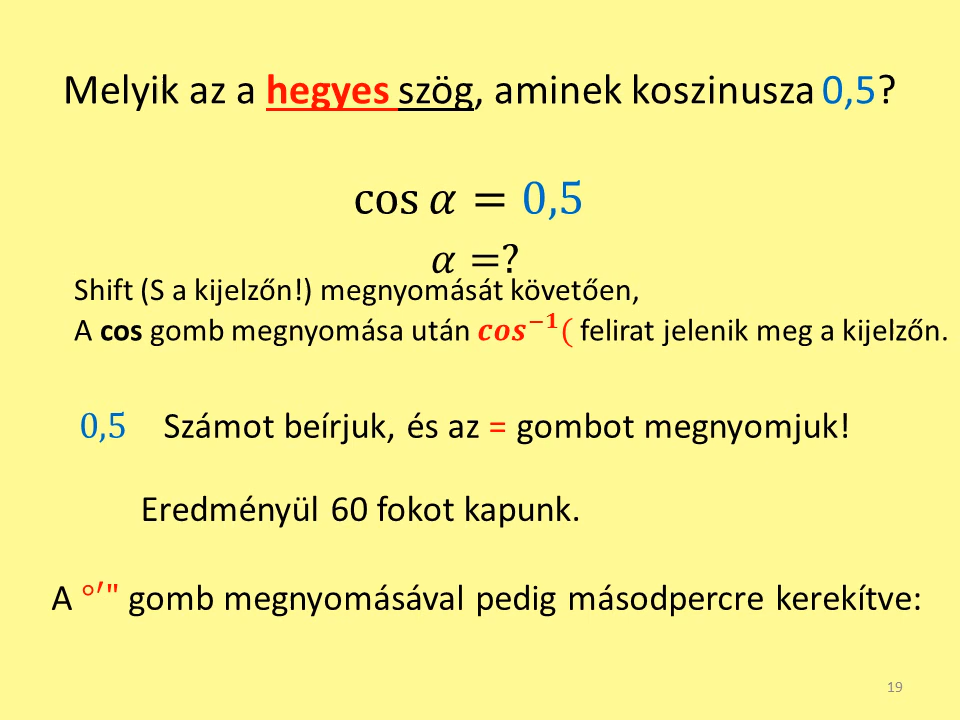 Melyik az a hegyes szög, aminek koszinusza 0,5?
cos 𝛼 = 0,5
𝛼 =?
Shift (S a kijelzőn!) megnyomását követően,
A cos gomb megnyomása után 𝒄𝒐𝒔⁻¹( felirat jelenik meg a kijelzőn.
0,5 Számot beírjuk, és az = gombot megnyomjuk!
Eredményül 60 fokot kapunk.
A °′" gomb megnyomásával pedig másodpercre kerekítve:
19